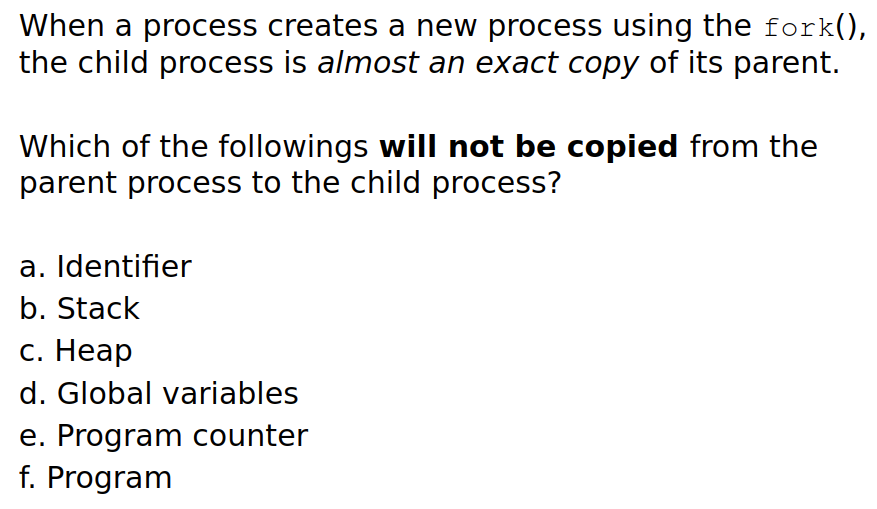 When a process creates a new process using the fork(),
the child process is almost an exact copy of its parent.
Which of the followings will not be copied from the
parent process to the child process?
a. Identifier
b. Stack
c. Heap
d. Global variables
e. Program counter
f. Program